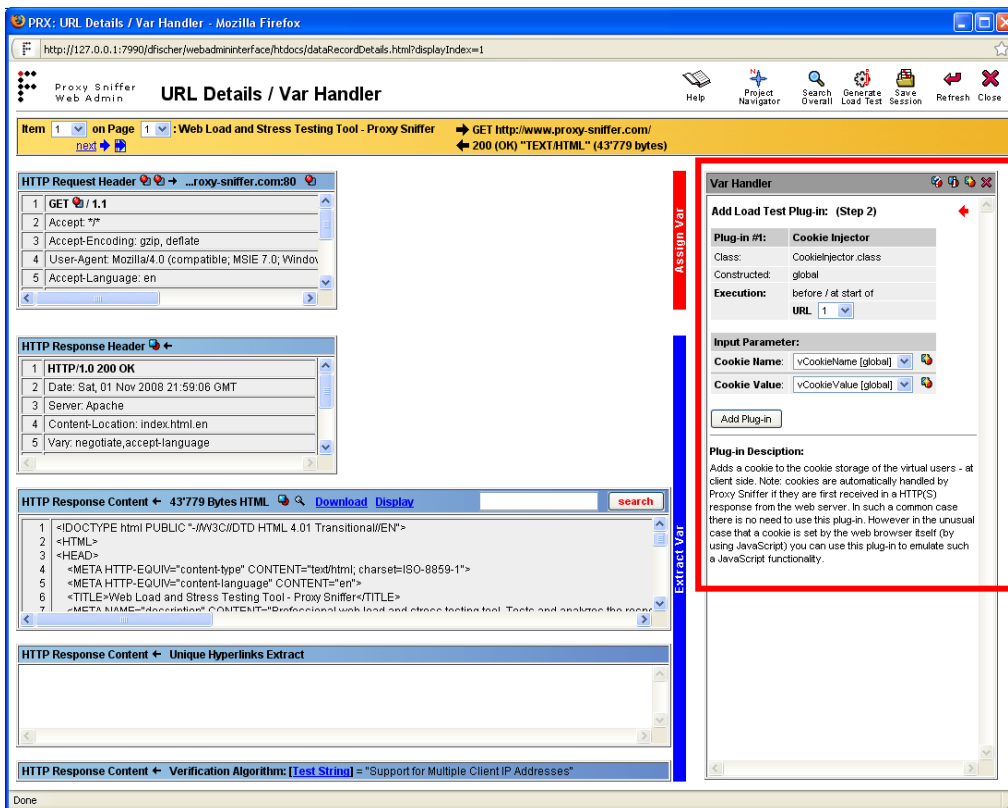 PRX: URL Details / Var Handler - Mozilla Firefox
http://127.0.0.1:7990/dfischer/webadmininterface/htdocs/dataRecordDetails.html?displayIndex=1
Proxy Sniffer
Web Admin
URL Details / Var Handler
Help
Project Navigator
Search Overall
Generate Load Test
Save Session
Refresh
Close
Item 1 on Page 1 : Web Load and Stress Testing Tool - Proxy Sniffer
next
➔ GET http://www.proxy-sniffer.com/
← 200 (OK) "TEXT/HTML" (43'779 bytes)
HTTP Request Header ➔ ...roxy-sniffer.com:80
1 GET / 1.1
2 Accept: */*
3 Accept-Encoding: gzip, deflate
4 User-Agent: Mozilla/4.0 (compatible; MSIE 7.0; Window
5 Accept-Language: en
Assign Var
HTTP Response Header ←
1 HTTP/1.0 200 OK
2 Date: Sat, 01 Nov 2008 21:59:06 GMT
3 Server: Apache
4 Content-Location: index.html.en
5 Vary: negotiate,accept-language
HTTP Response Content ← 43'779 Bytes HTML Download Display search
1 <!DOCTYPE html PUBLIC "-//W3C//DTD HTML 4.01 Transitional//EN">
2 <HTML>
3 <HEAD>
4 <META HTTP-EQUIV="content-type" CONTENT="text/html; charset=ISO-8859-1">
5 <META HTTP-EQUIV="content-language" CONTENT="en">
6 <TITLE>Web Load and Stress Testing Tool - Proxy Sniffer</TITLE>
7 <META NAME="description" CONTENT="Professional web load and stress testing tool. Tests and analyzes the
Extract Var
HTTP Response Content ← Unique Hyperlinks Extract
HTTP Response Content ← Verification Algorithm: [Test String] = "Support for Multiple Client IP Addresses"
Var Handler
Add Load Test Plug-in: (Step 2)
Plug-in #1: Cookie Injector
Class: CookieInjector.class
Constructed: global
Execution: before / at start of
URL 1
Input Parameter:
Cookie Name: vCookieName [global]
Cookie Value: vCookieValue [global]
Add Plug-in
Plug-in Desciption:
Adds a cookie to the cookie storage of the virtual users - at
client side. Note: cookies are automatically handled by
Proxy Sniffer if they are first received in a HTTP(S)
response from the web server. In such a common case
there is no need to use this plug-in. However in the unusual
case that a cookie is set by the web browser itself (by
using JavaScript) you can use this plug-in to emulate such
a JavaScript functionality.
Done